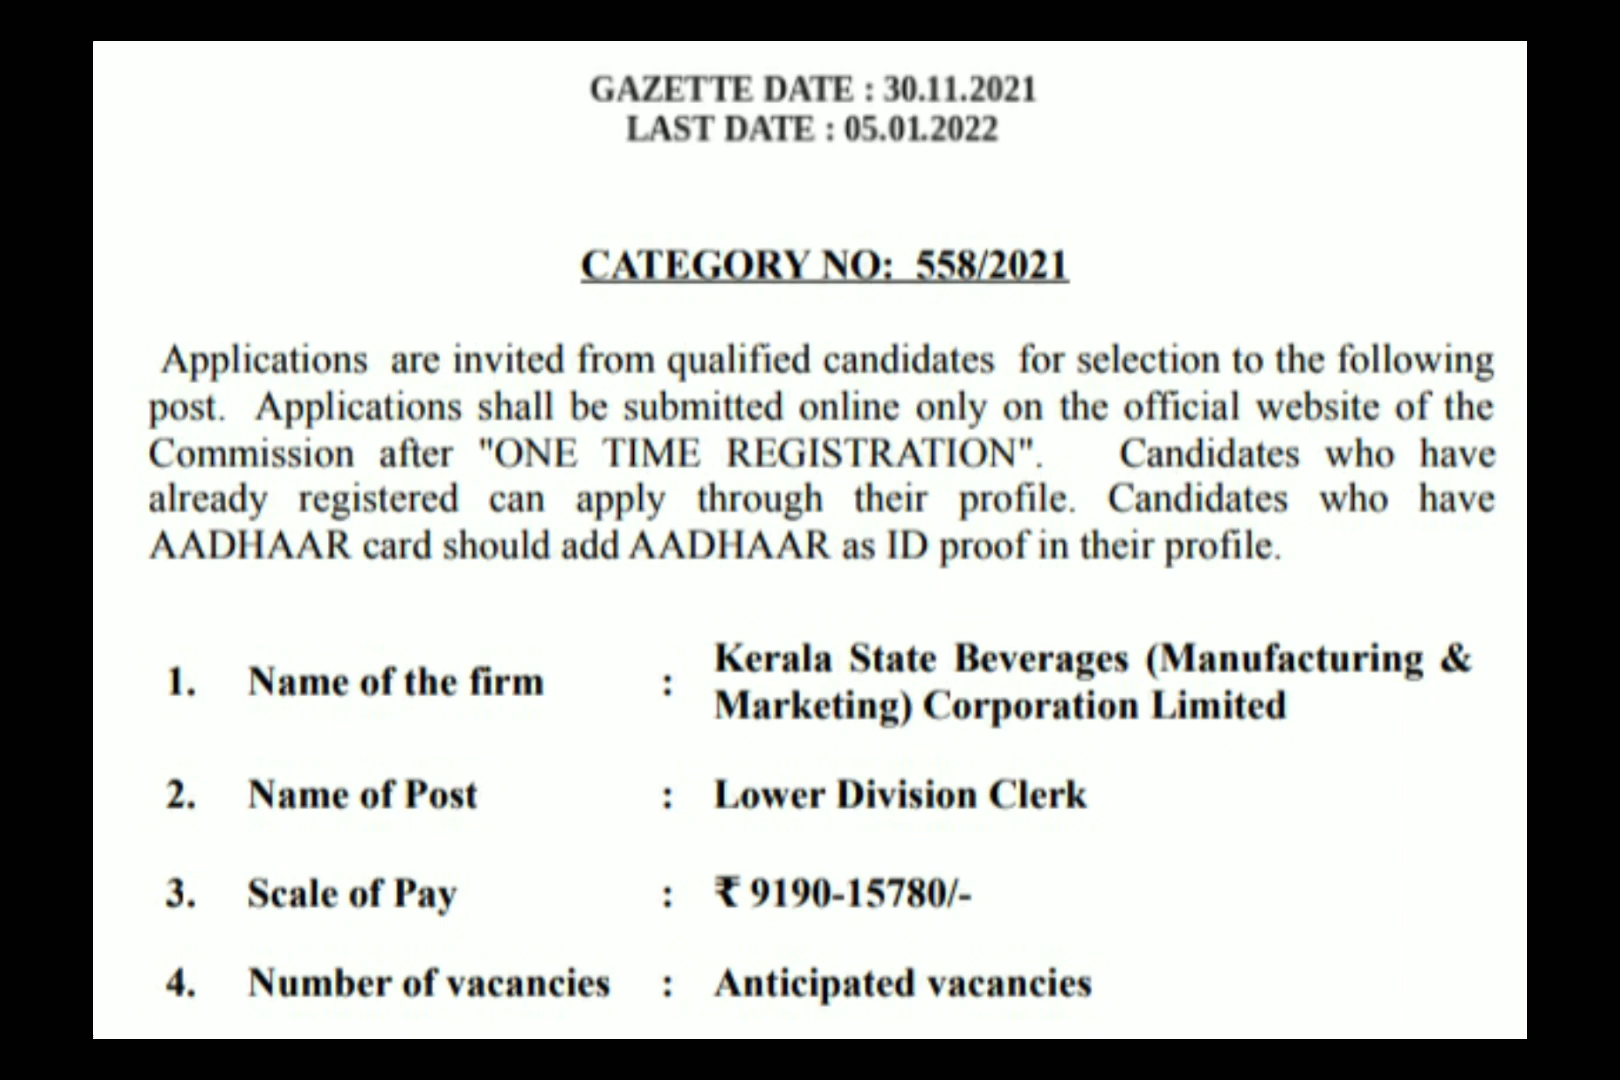 GAZETTE DATE : 30.11.2021
LAST DATE : 05.01.2022
CATEGORY NO: 558/2021
Applications are invited from qualified candidates for selection to the following
post. Applications shall be submitted online only on the official website of the
Commission after "ONE TIME REGISTRATION". Candidates who have
already registered can apply through their profile. Candidates who have
AADHAAR card should add AADHAAR as ID proof in their profile.
1. Name of the firm : Kerala State Beverages (Manufacturing &
Marketing) Corporation Limited
2. Name of Post : Lower Division Clerk
3. Scale of Pay : ₹ 9190-15780/-
4. Number of vacancies : Anticipated vacancies